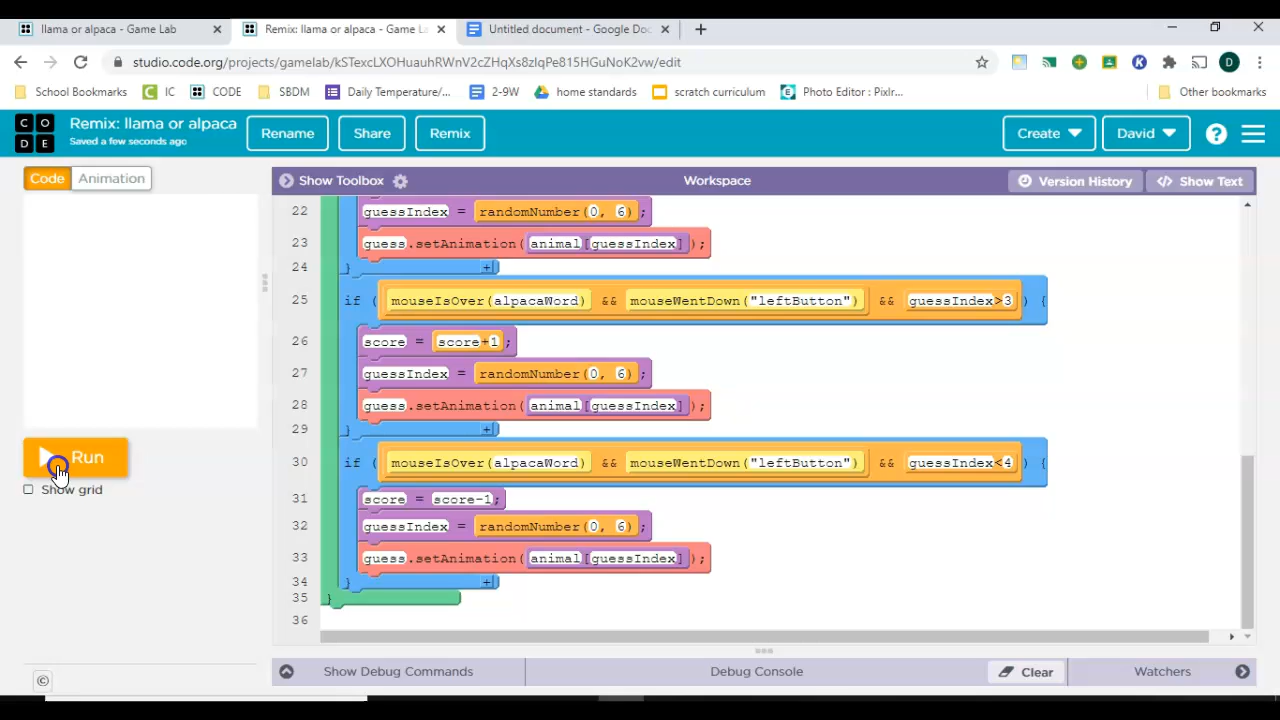 llama or alpaca - Game Lab
Remix: llama or alpaca - Game La
Untitled document - Google Doc
studio.code.org/projects/gamelab/
School Bookmarks
IC
CODE
SBDM
Daily Temperature/...
2-9W
home standards
scratch curriculum
Photo Editor : Pixlr...
Other bookmarks
C O D E
Remix: llama or alpaca
Saved a few seconds ago
Rename
Share
Remix
Create
David
?
Code
Animation
Show Toolbox
Workspace
Version History
</> Show Text
22 guessIndex = randomNumber(0, 6);
23 guess.setAnimation(animal[guessIndex]);
24 }
25 if (mouseIsOver(alpacaWord) && mouseWentDown("leftButton") && guessIndex>3) {
26 score = score+1;
27 guessIndex = randomNumber(0, 6);
28 guess.setAnimation(animal[guessIndex]);
29 }
30 if (mouseIsOver(alpacaWord) && mouseWentDown("leftButton") && guessIndex<4) {
31 score = score-1;
32 guessIndex = randomNumber(0, 6);
33 guess.setAnimation(animal[guessIndex]);
34 }
35 }
36
Run
Show grid
©
Show Debug Commands
Debug Console
Clear
Watchers